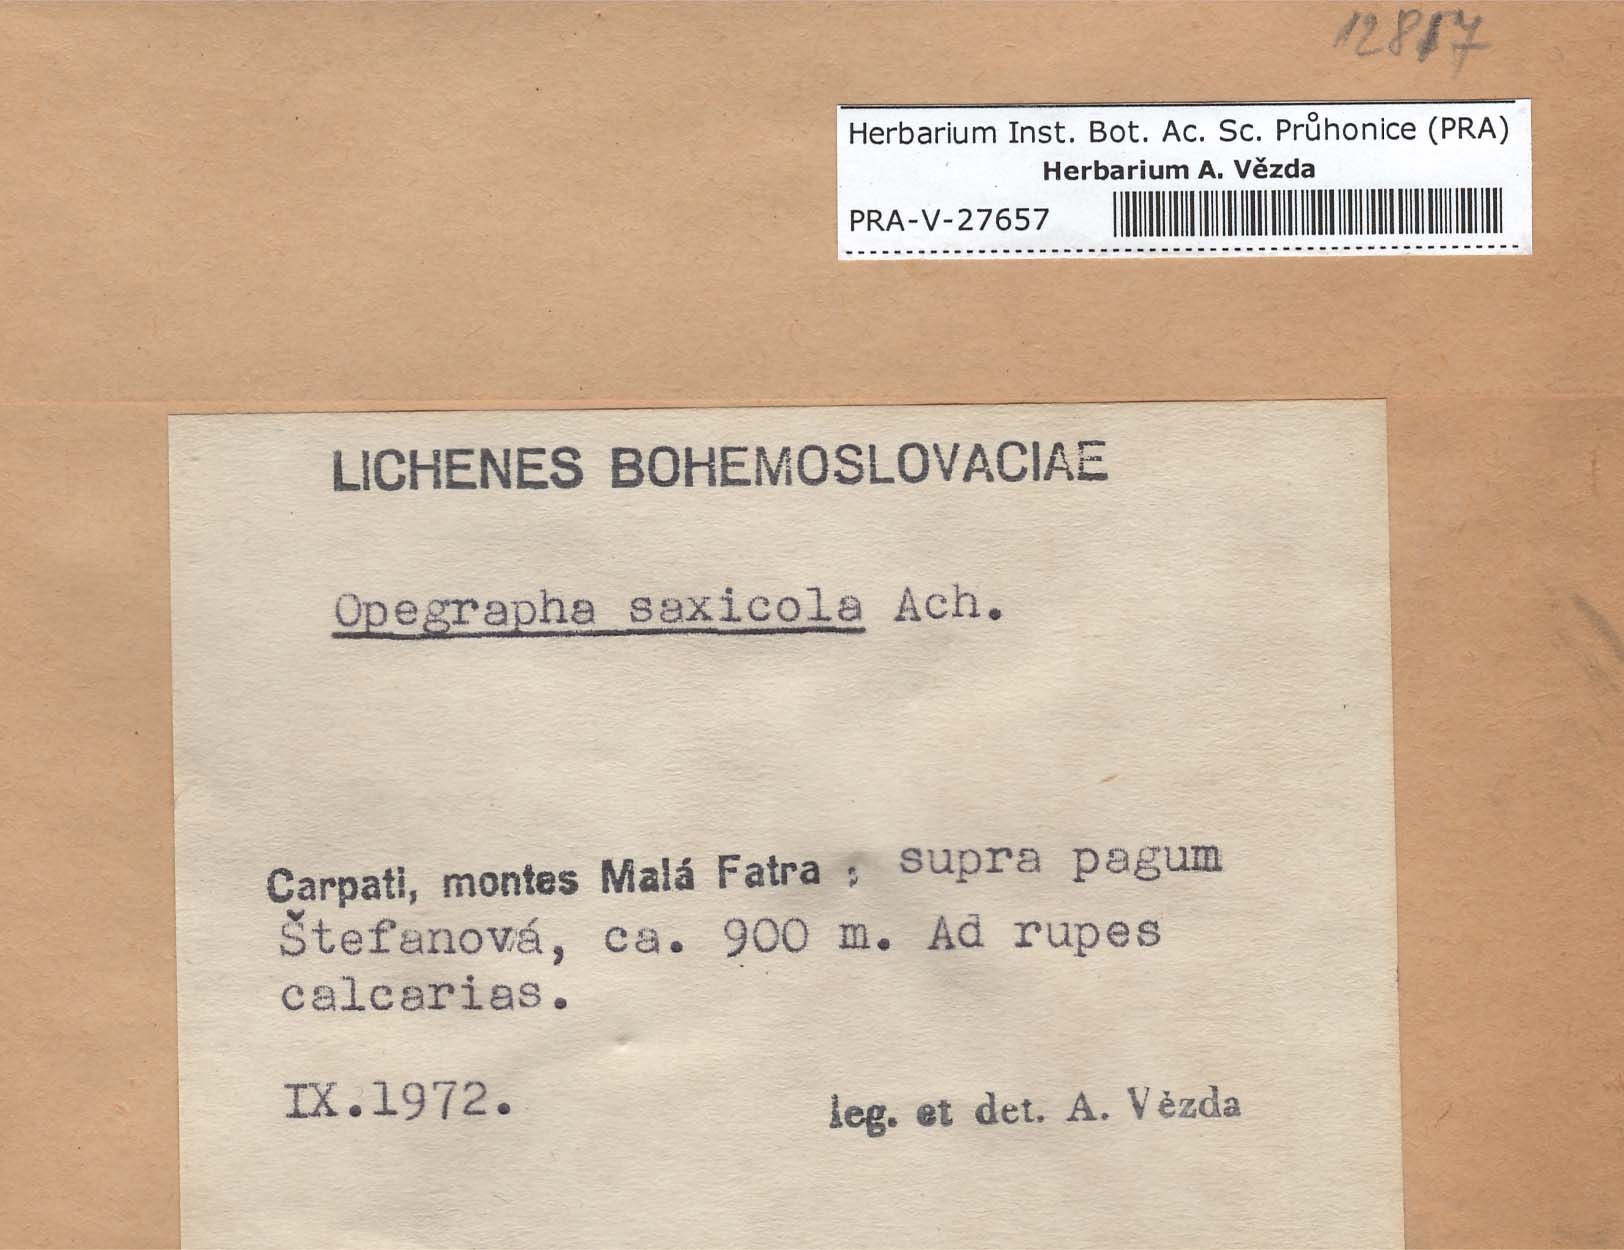 12817
Herbarium Inst. Bot. Ac. Sc. Průhonice (PRA)
Herbarium A. Vězda
PRA-V-27657
LICHENES BOHEMOSLOVACIAE
Opegrapha saxicola Ach.
Carpati, montes Malá Fatra ; supra pagum
Štefanová, ca. 900 m. Ad rupes
calcarias.
IX.1972.
leg. et det. A. Vězda